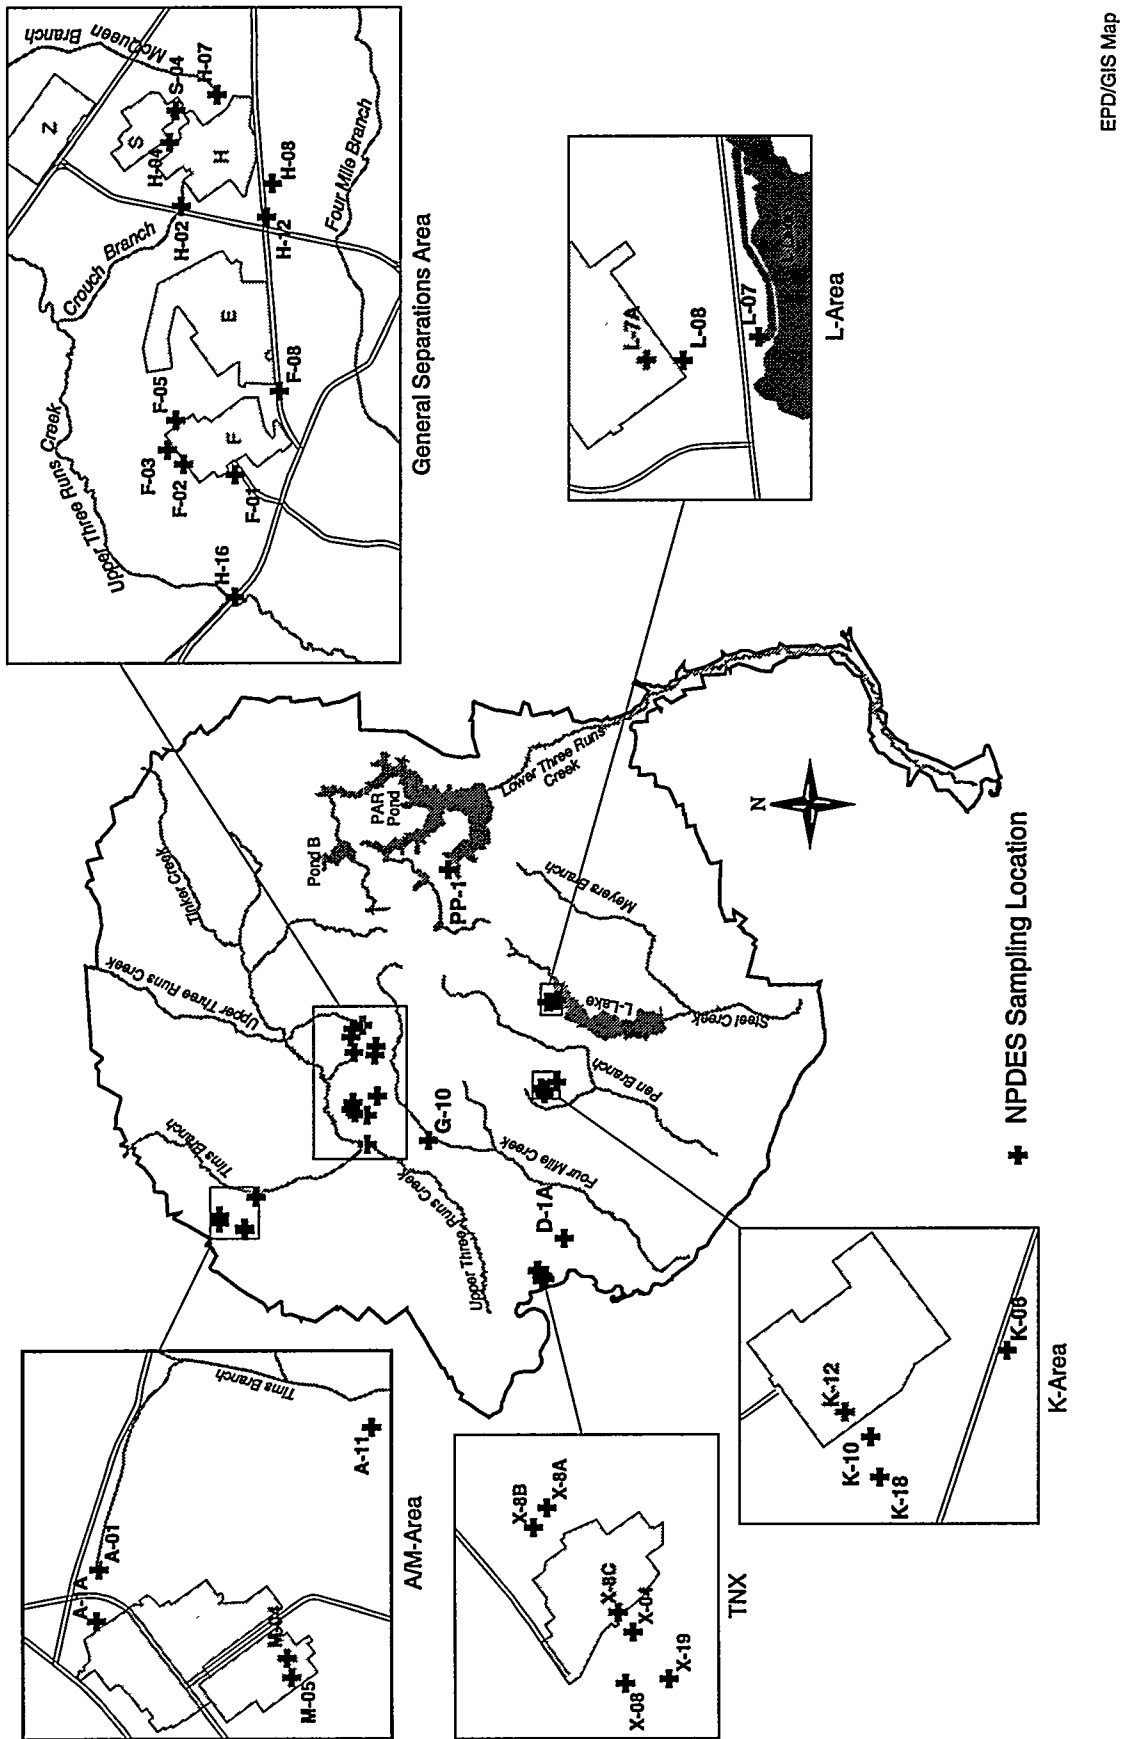 EPD/GIS Map
McQueen Branch
Z
S
S-04
H-07
H-04
H
H-02
H-08
H-12
Crouch Branch
Four Mile Branch
E
F-05
F-08
F-03
F-02
F
F-01
Upper Three Runs Creek
H-16
General Separations Area
L-7A
L-08
L-07
L-Area
Tinker Creek
Upper Three Runs Creek
Tims Branch
Pond B
PAR
Pond
PP-1
Lower Three Runs
Creek
Meyers Branch
L-Lake
Steel Creek
Pen Branch
G-10
Four Mile Creek
Upper Three Runs Creek
D-1A
N
NPDES Sampling Location
A-01
Tims Branch
A-11
M-05
A/M-Area
X-8B
X-8A
X-8C
X-04
X-08
X-19
TNX
K-12
K-10
K-18
K-06
K-Area